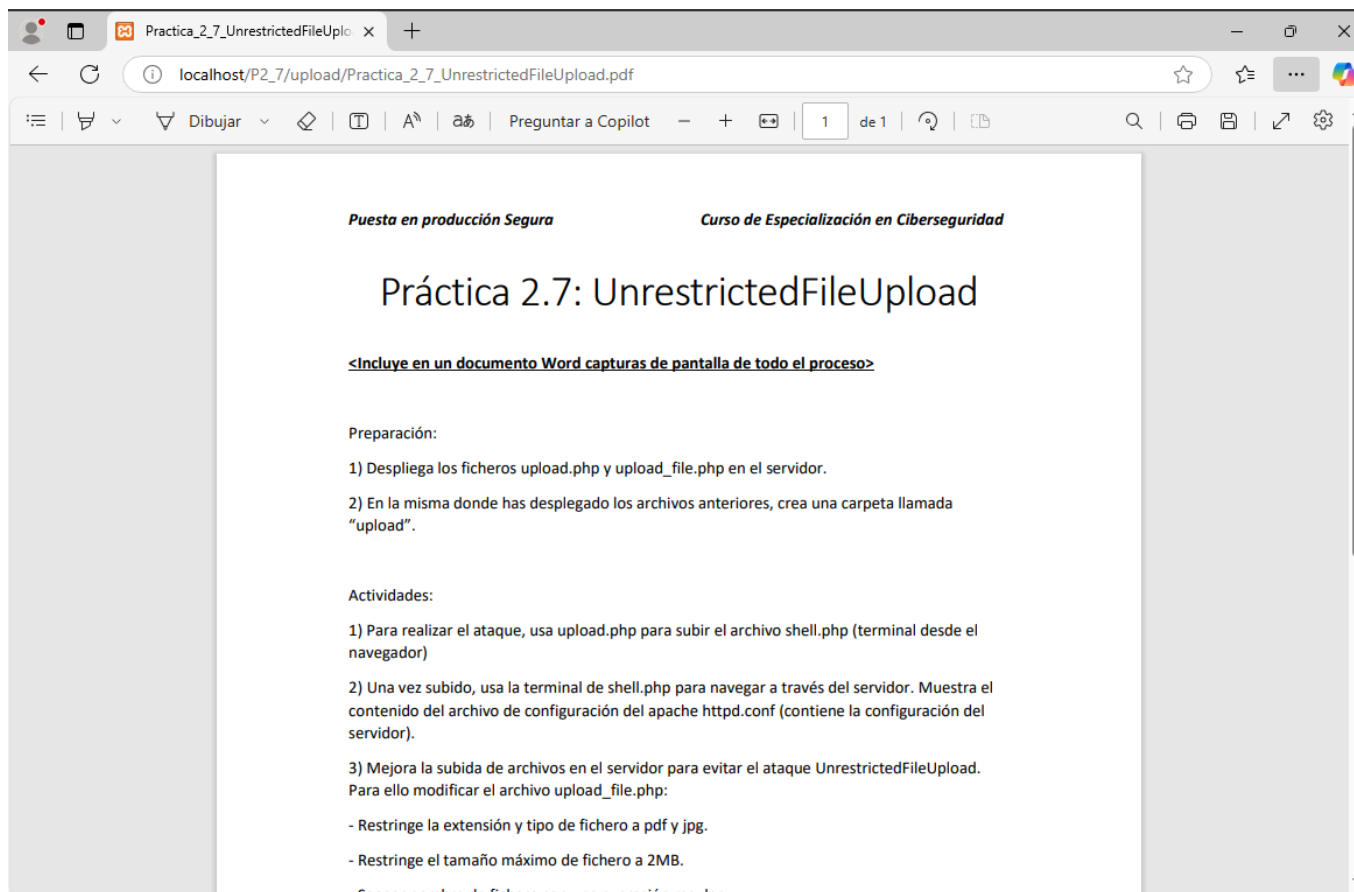 Practica_2_7_UnrestrictedFileUplo
localhost/P2_7/upload/Practica_2_7_UnrestrictedFileUpload.pdf
Dibujar
Preguntar a Copilot
1 de 1
Puesta en producción Segura Curso de Especialización en Ciberseguridad
Práctica 2.7: UnrestrictedFileUpload
<Incluye en un documento Word capturas de pantalla de todo el proceso>
Preparación:
1) Despliega los ficheros upload.php y upload_file.php en el servidor.
2) En la misma donde has desplegado los archivos anteriores, crea una carpeta llamada
“upload”.
Actividades:
1) Para realizar el ataque, usa upload.php para subir el archivo shell.php (terminal desde el
navegador)
2) Una vez subido, usa la terminal de shell.php para navegar a través del servidor. Muestra el
contenido del archivo de configuración del apache httpd.conf (contiene la configuración del
servidor).
3) Mejora la subida de archivos en el servidor para evitar el ataque UnrestrictedFileUpload.
Para ello modificar el archivo upload_file.php:
- Restringe la extensión y tipo de fichero a pdf y jpg.
- Restringe el tamaño máximo de fichero a 2MB.